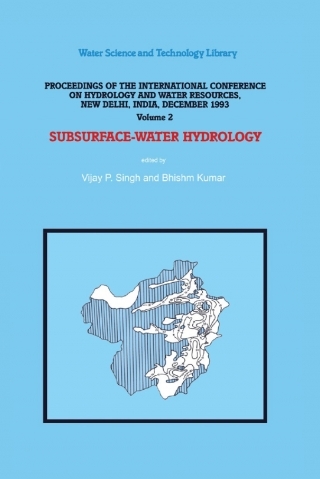 Water Science and Technology Library
PROCEEDINGS OF THE INTERNATIONAL CONFERENCE
ON HYDROLOGY AND WATER RESOURCES,
NEW DELHI, INDIA, DECEMBER 1993
Volume 2
SUBSURFACE-WATER HYDROLOGY
edited by
Vijay P. Singh and Bhishm Kumar